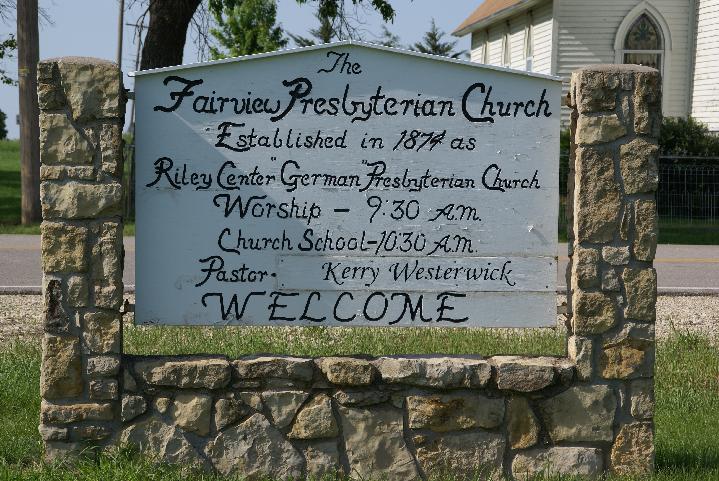 The
Fairview Presbyterian Church
Established in 1874 as
Riley Center "German" Presbyterian Church
Worship - 9:30 A.M.
Church School-10:30 A.M.
Pastor- Kerry Westerwick
WELCOME